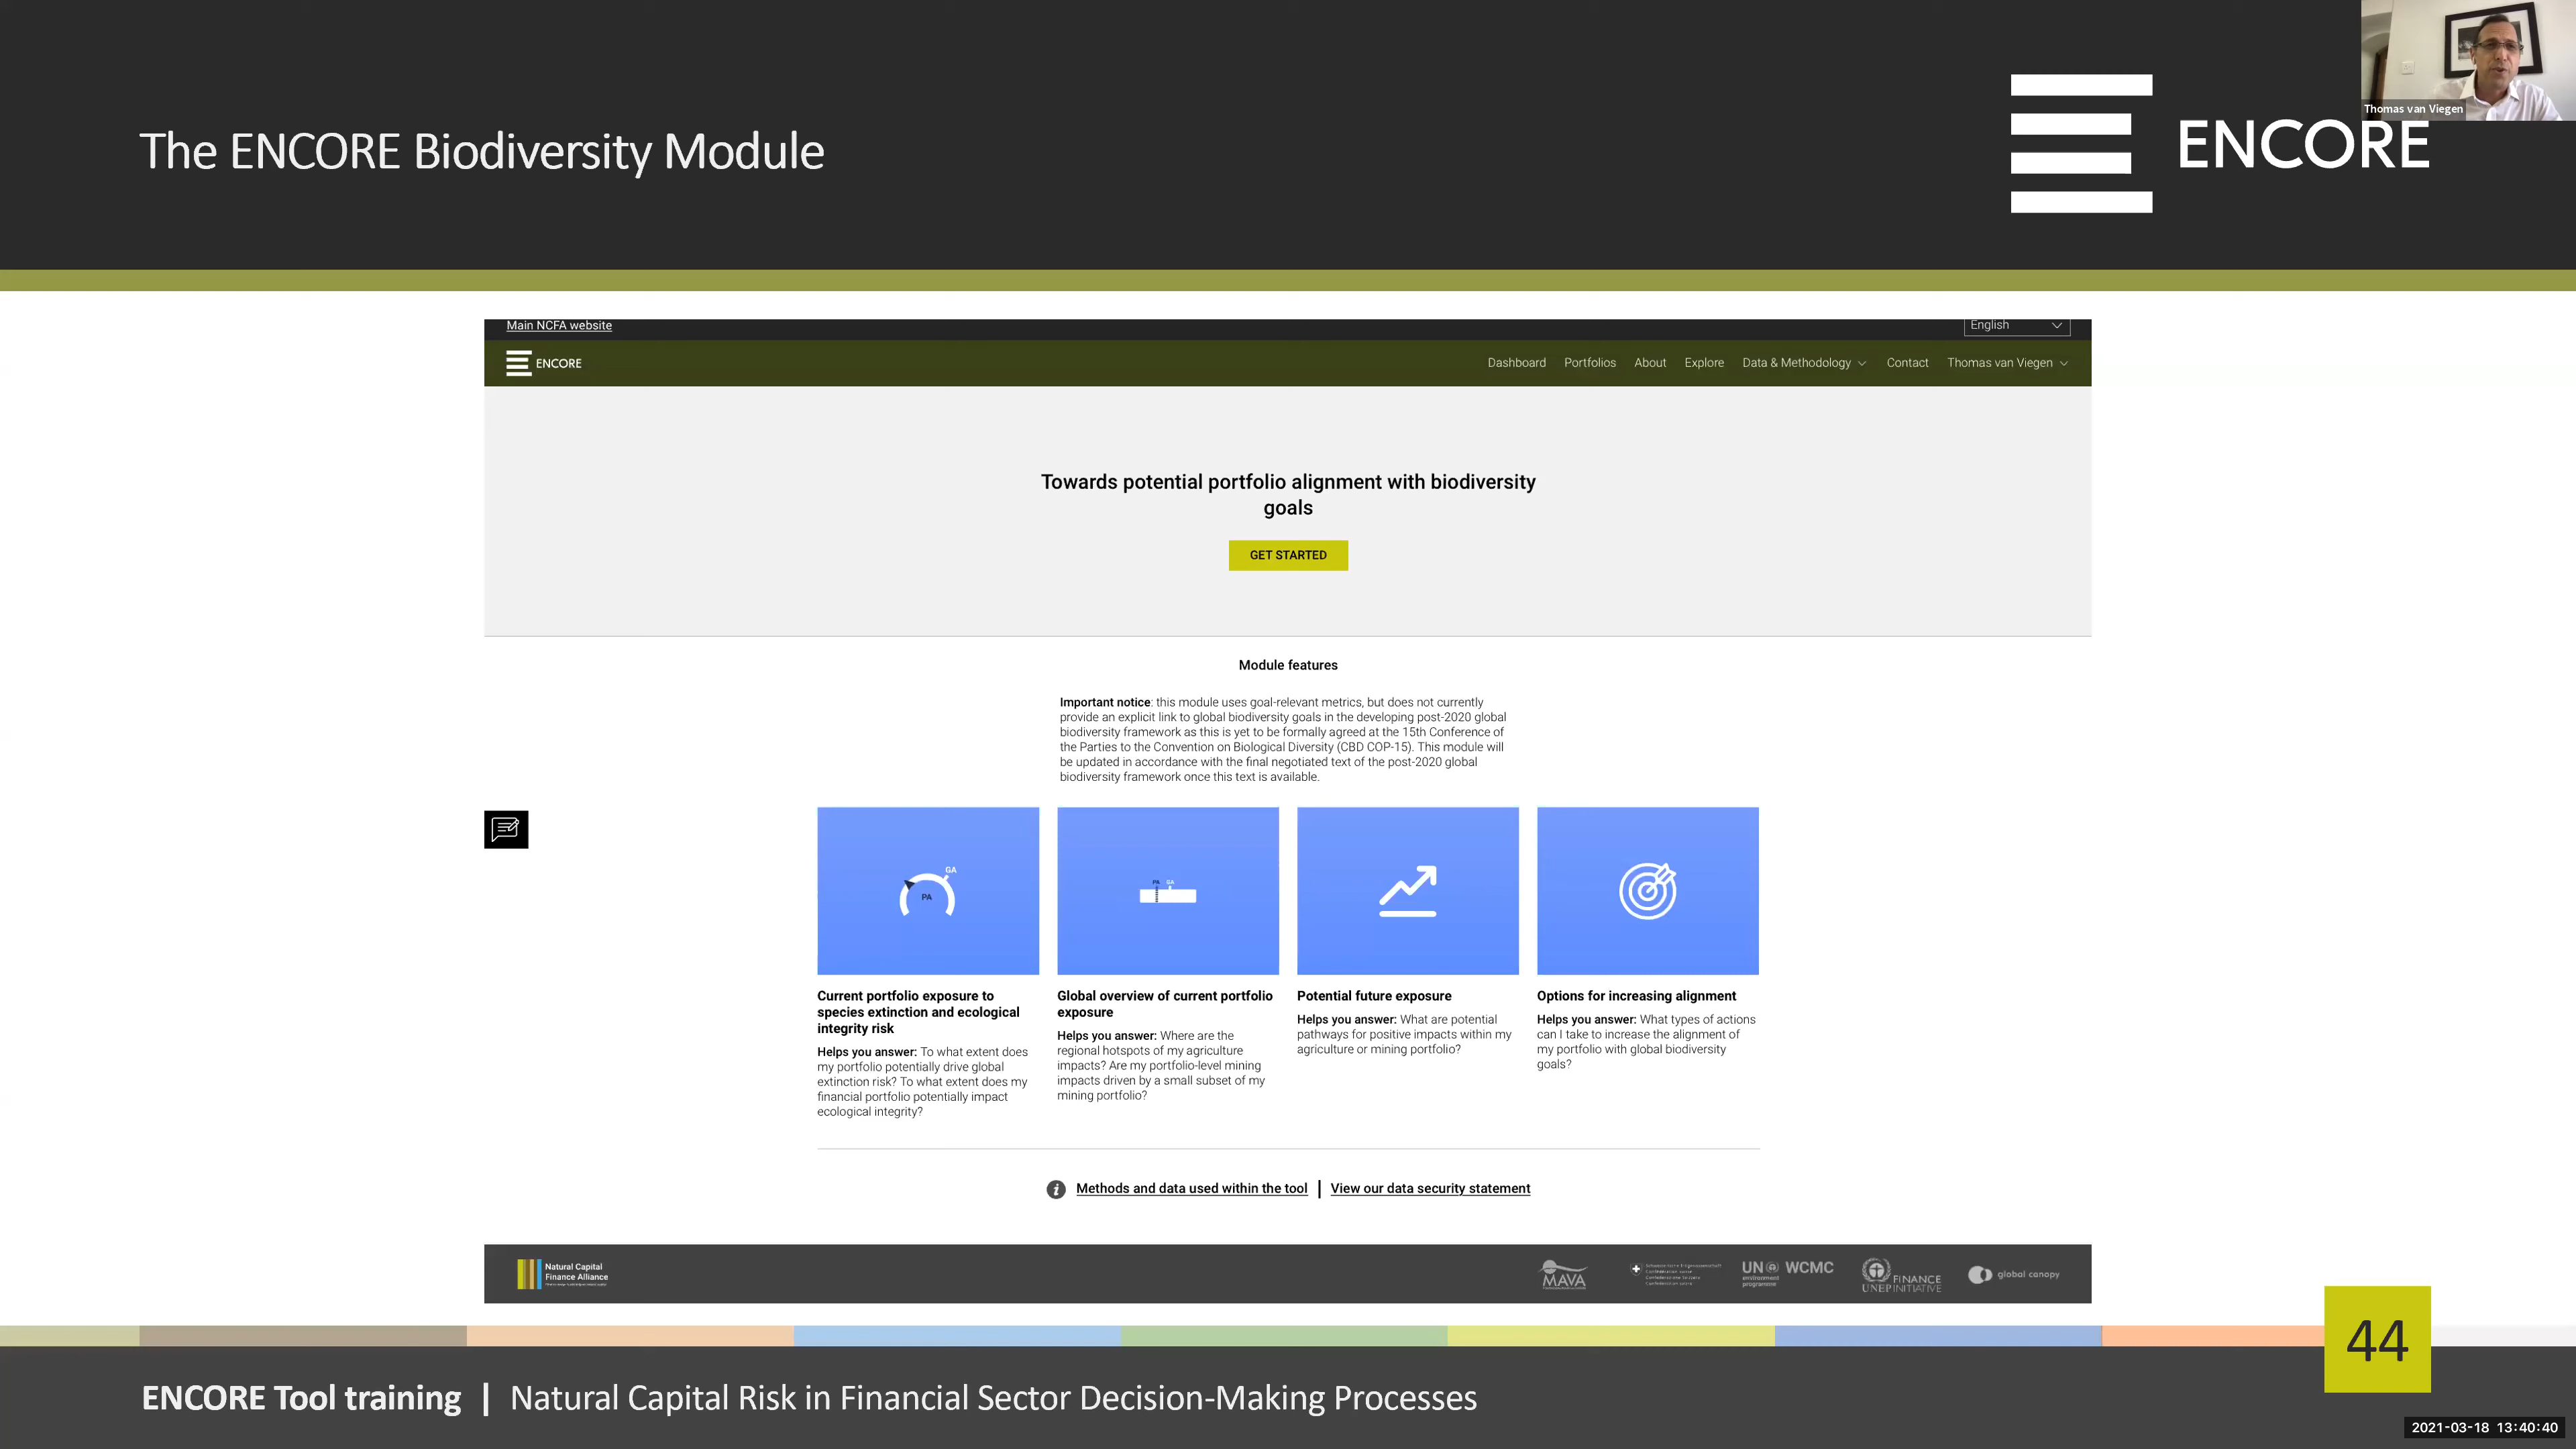 Thomas van Viegen
The ENCORE Biodiversity Module
ENCORE
Main NCFA website
English
ENCORE
Dashboard Portfolios About Explore Data & Methodology Contact Thomas van Viegen
Towards potential portfolio alignment with biodiversity
goals
GET STARTED
Module features
Important notice: this module uses goal-relevant metrics, but does not currently
provide an explicit link to global biodiversity goals in the developing post-2020 global
biodiversity framework as this is yet to be formally agreed at the 15th Conference of
the Parties to the Convention on Biological Diversity (CBD COP-15). This module will
be updated in accordance with the final negotiated text of the post-2020 global
biodiversity framework once this text is available.
GA
PA
PA GA
Current portfolio exposure to
species extinction and ecological
integrity risk
Helps you answer: To what extent does
my portfolio potentially drive global
extinction risk? To what extent does my
financial portfolio potentially impact
ecological integrity?
Global overview of current portfolio
exposure
Helps you answer: Where are the
regional hotspots of my agriculture
impacts? Are my portfolio-level mining
impacts driven by a small subset of my
mining portfolio?
Potential future exposure
Helps you answer: What are potential
pathways for positive impacts within my
agriculture or mining portfolio?
Options for increasing alignment
Helps you answer: What types of actions
can I take to increase the alignment of
my portfolio with global biodiversity
goals?
Methods and data used within the tool | View our data security statement
Natural Capital
Finance Alliance
MAVA
UN WCMC
environment
programme
FINANCE
UNEP INITIATIVE
global canopy
44
ENCORE Tool training | Natural Capital Risk in Financial Sector Decision-Making Processes
2021-03-18 13:40:40